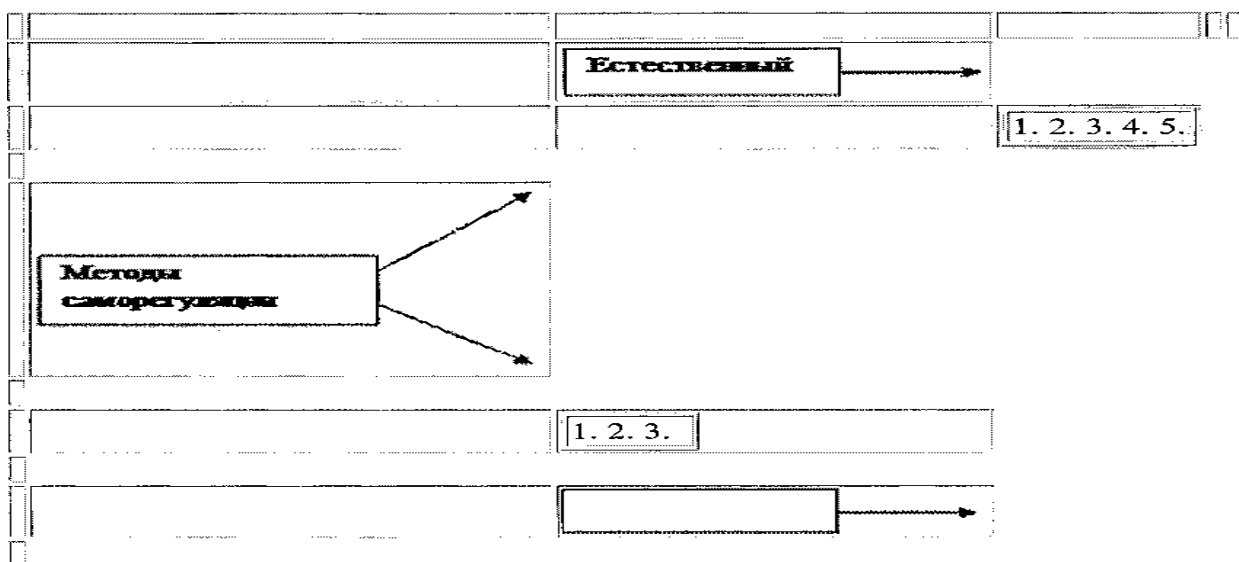 Естественный
1. 2. 3. 4. 5.
Методы
саморегуляции
1. 2. 3.